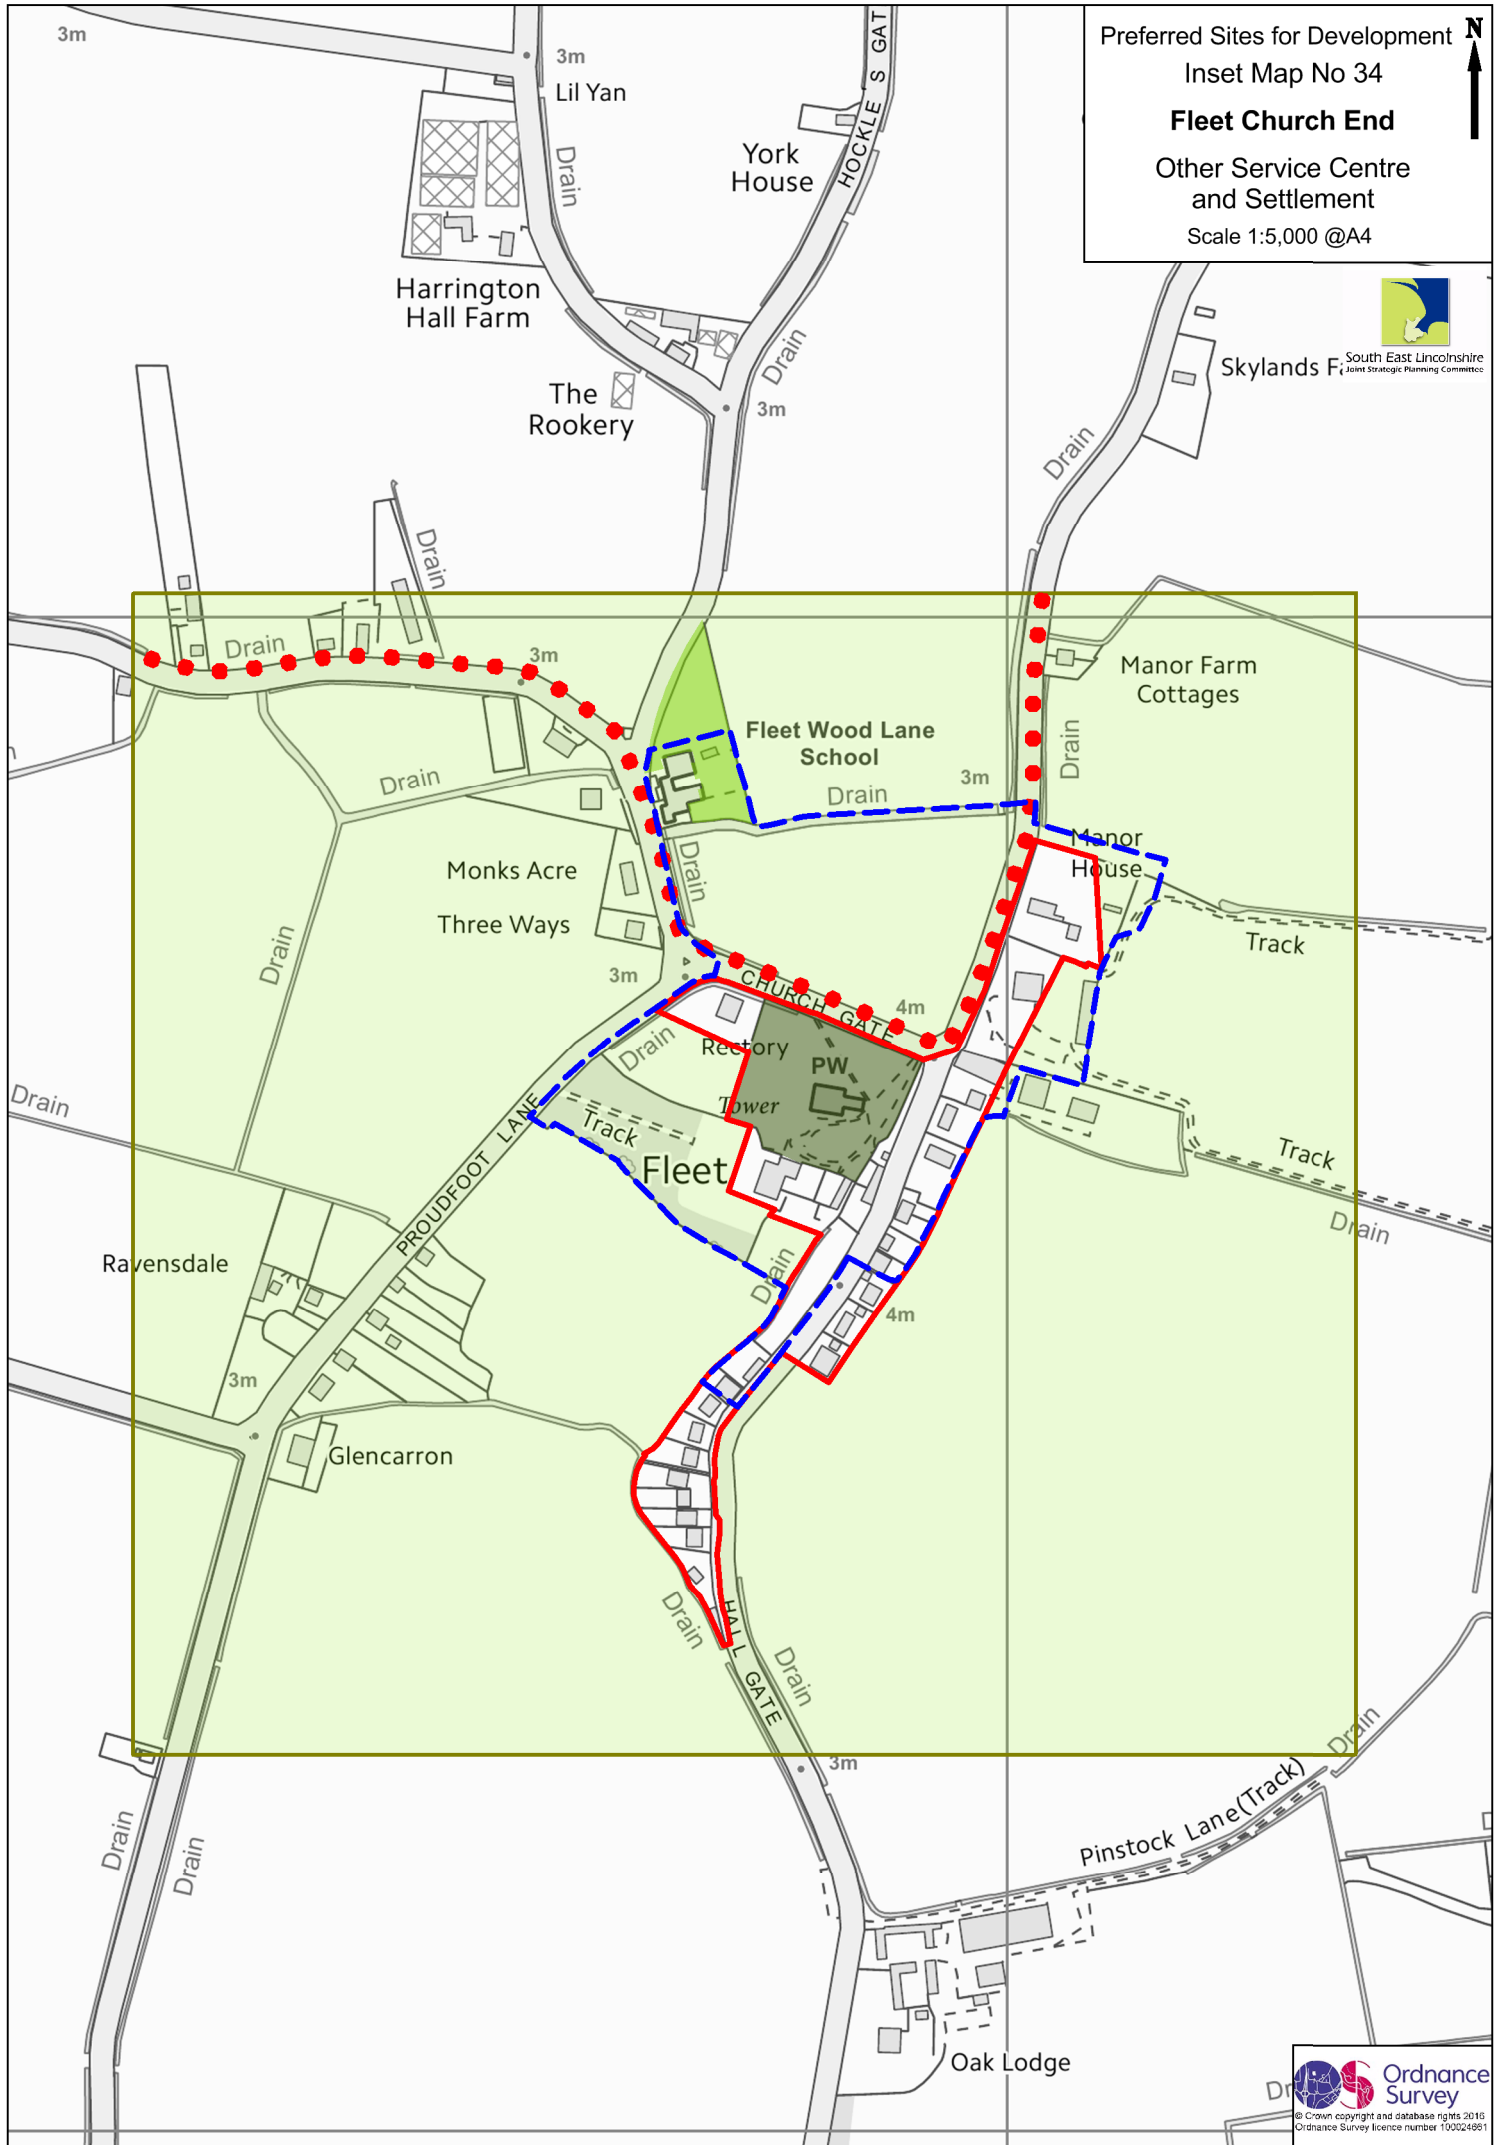 Preferred Sites for Development
Inset Map No 34
Fleet Church End
Other Service Centre
and Settlement
Scale 1:5,000 @A4
N
South East Lincolnshire
Joint Strategic Planning Committee
3m
3m
Lil Yan
Drain
York
House
HOCKLE'S GAT
Harrington
Hall Farm
Drain
The
Rookery
3m
Skylands Fa
Drain
Drain
Drain
3m
Manor Farm
Cottages
Fleet Wood Lane
School
Drain
3m
Drain
Drain
Manor
House
Monks Acre
Drain
Three Ways
Drain
Track
3m
CHURCH GATE
4m
Drain
Rectory
PW
Tower
Drain
PROUDFOOT LANE
Track
Track
Fleet
Drain
Ravensdale
Drain
4m
3m
Glencarron
Drain
HALL GATE
Drain
3m
Drain
Pinstock Lane (Track)
Drain
Drain
Oak Lodge
Dr
Ordnance
Survey
© Crown copyright and database rights 2016
Ordnance Survey licence number 100024661